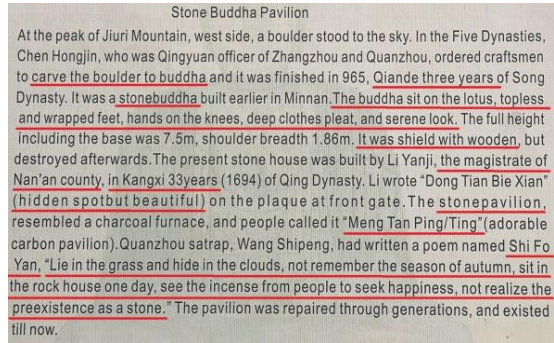 Stone Buddha Pavilion
At the peak of Jiuri Mountain, west side, a boulder stood to the sky. In the Five Dynasties,
Chen Hongjin, who was Qingyuan officer of Zhangzhou and Quanzhou, ordered craftsmen
to carve the boulder to buddha and it was finished in 965, Qiande three years of Song
Dynasty. It was a stonebuddha built earlier in Minnan.The buddha sit on the lotus, topless
and wrapped feet, hands on the knees, deep clothes pleat, and serene look. The full height
including the base was 7.5m, shoulder breadth 1.86m. It was shield with wooden, but
destroyed afterwards.The present stone house was built by Li Yanji, the magistrate of
Nan'an county, in Kangxi 33years (1694) of Qing Dynasty. Li wrote "Dong Tian Bie Xian"
(hidden spotbut beautiful) on the plaque at front gate.The stonepavilion,
resembled a charcoal furnace, and people called it "Meng Tan Ping/Ting"(adorable
carbon pavilion).Quanzhou satrap, Wang Shipeng, had written a poem named Shi Fo
Yan, "Lie in the grass and hide in the clouds, not remember the season of autumn, sit in
the rock house one day, see the incense from people to seek happiness, not realize the
preexistence as a stone." The pavilion was repaired through generations, and existed
till now.